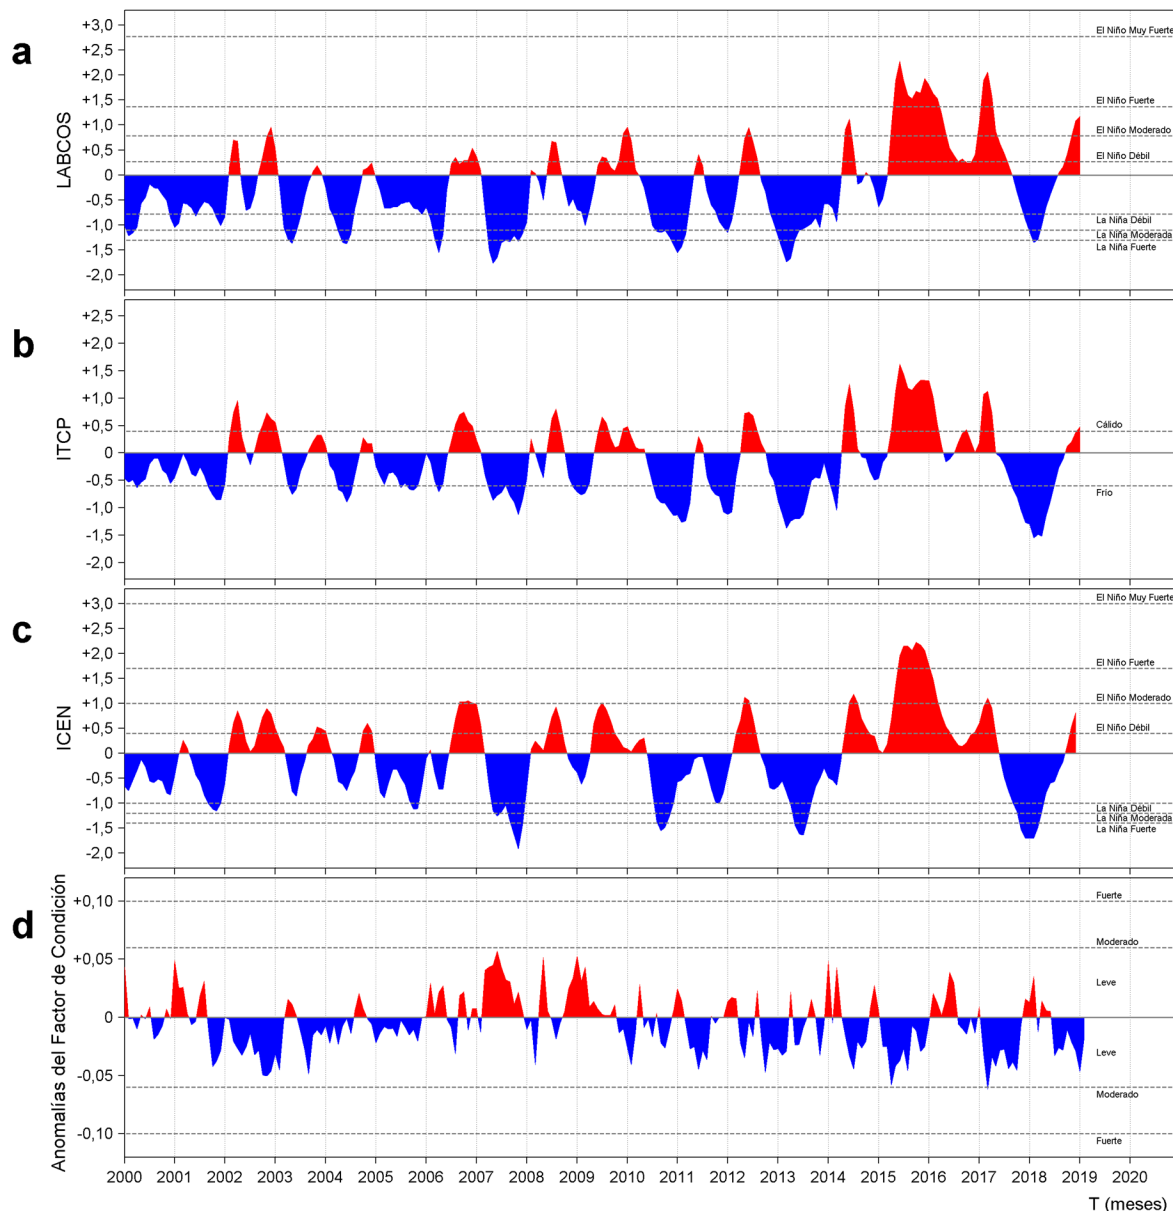 a
LABCOS
+3,0
+2,5
+2,0
+1,5
+1,0
+0,5
0
-0,5
-1,0
-1,5
-2,0
El Niño Muy Fuerte
El Niño Fuerte
El Niño Moderado
El Niño Débil
La Niña Débil
La Niña Moderada
La Niña Fuerte
b
ITCP
+2,5
+2,0
+1,5
+1,0
+0,5
0
-0,5
-1,0
-1,5
-2,0
Cálido
Frío
c
ICEN
+3,0
+2,5
+2,0
+1,5
+1,0
+0,5
0
-0,5
-1,0
-1,5
-2,0
El Niño Muy Fuerte
El Niño Fuerte
El Niño Moderado
El Niño Débil
La Niña Débil
La Niña Moderada
La Niña Fuerte
d
Anomalías del Factor de Condición
+0,10
+0,05
0
-0,05
-0,10
Fuerte
Moderado
Leve
Leve
Moderado
Fuerte
2000 2001 2002 2003 2004 2005 2006 2007 2008 2009 2010 2011 2012 2013 2014 2015 2016 2017 2018 2019 2020
T (meses)